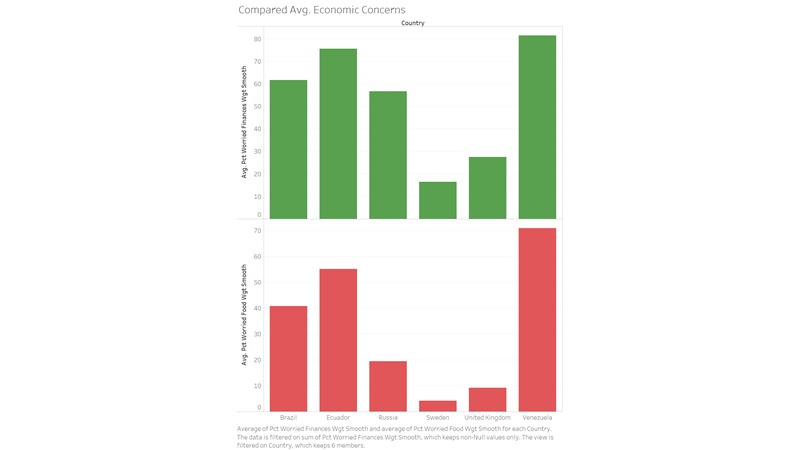 Compared Avg. Economic Concerns
Country
Avg. Pct Worried Finances Wgt Smooth
80
70
60
50
40
30
20
10
0
Avg. Pct Worried Food Wgt Smooth
70
60
50
40
30
20
10
0
Brazil Ecuador Russia Sweden United Kingdom Venezuela
Average of Pct Worried Finances Wgt Smooth and average of Pct Worried Food Wgt Smooth for each Country.
The data is filtered on sum of Pct Worried Finances Wgt Smooth, which keeps non-Null values only. The view is
filtered on Country, which keeps 6 members.